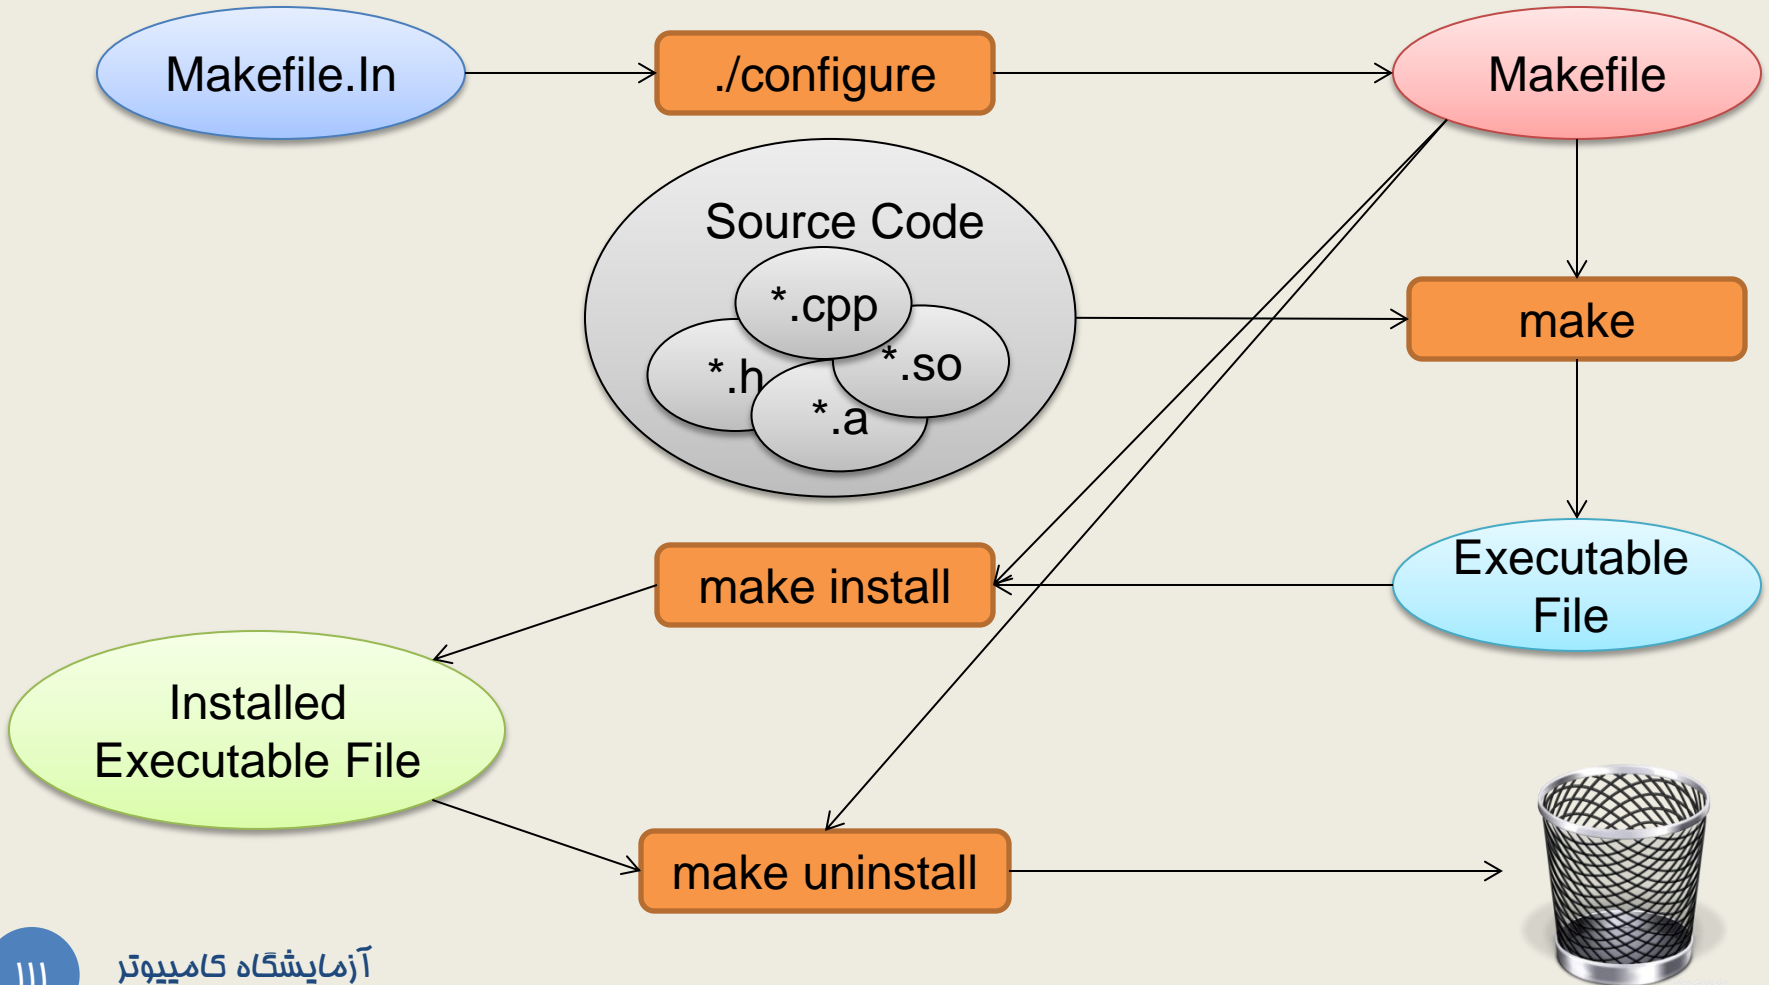 Makefile.In
./configure
Makefile
Source Code
*.cpp
*.h
*.so
*.a
make
make install
Executable
File
Installed
Executable File
make uninstall
آزمایشگاه کامپیوتر
۱۱۱